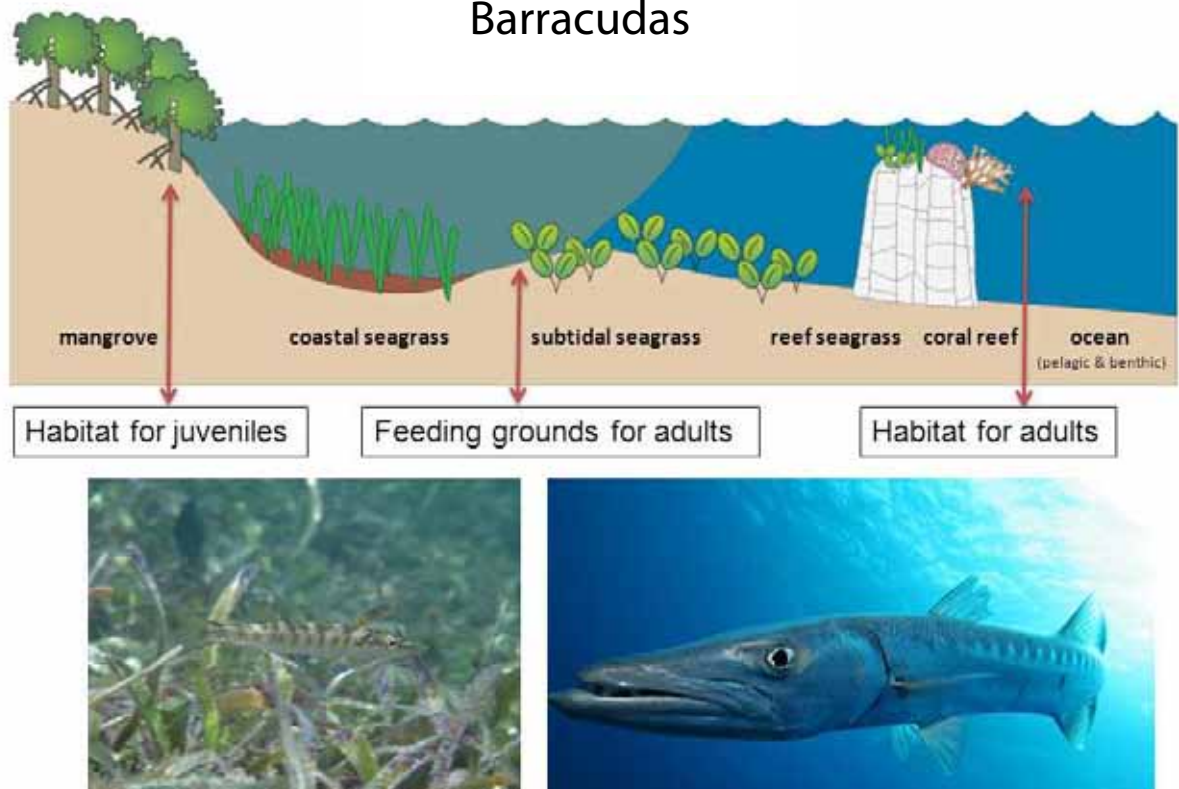 Barracudas
mangrove
coastal seagrass
subtidal seagrass
reef seagrass
coral reef
ocean
(pelagic & benthic)
Habitat for juveniles
Feeding grounds for adults
Habitat for adults